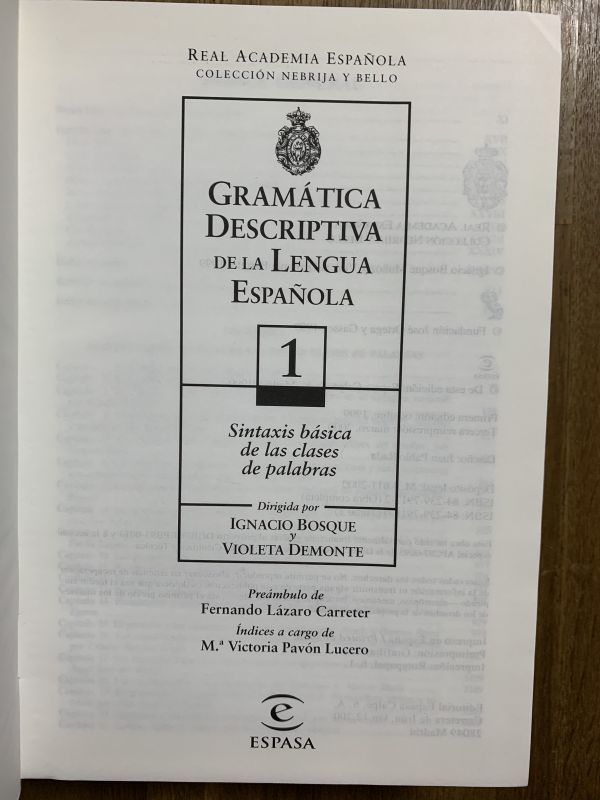 REAL ACADEMIA ESPAÑOLA
COLECCIÓN NEBRIJA Y BELLO
GRAMÁTICA
DESCRIPTIVA
DE LA LENGUA
ESPAÑOLA
1
Sintaxis básica
de las clases
de palabras
Dirigida por
IGNACIO BOSQUE
y
VIOLETA DEMONTE
Preámbulo de
Fernando Lázaro Carreter
Índices a cargo de
M.ª Victoria Pavón Lucero
e
ESPASA